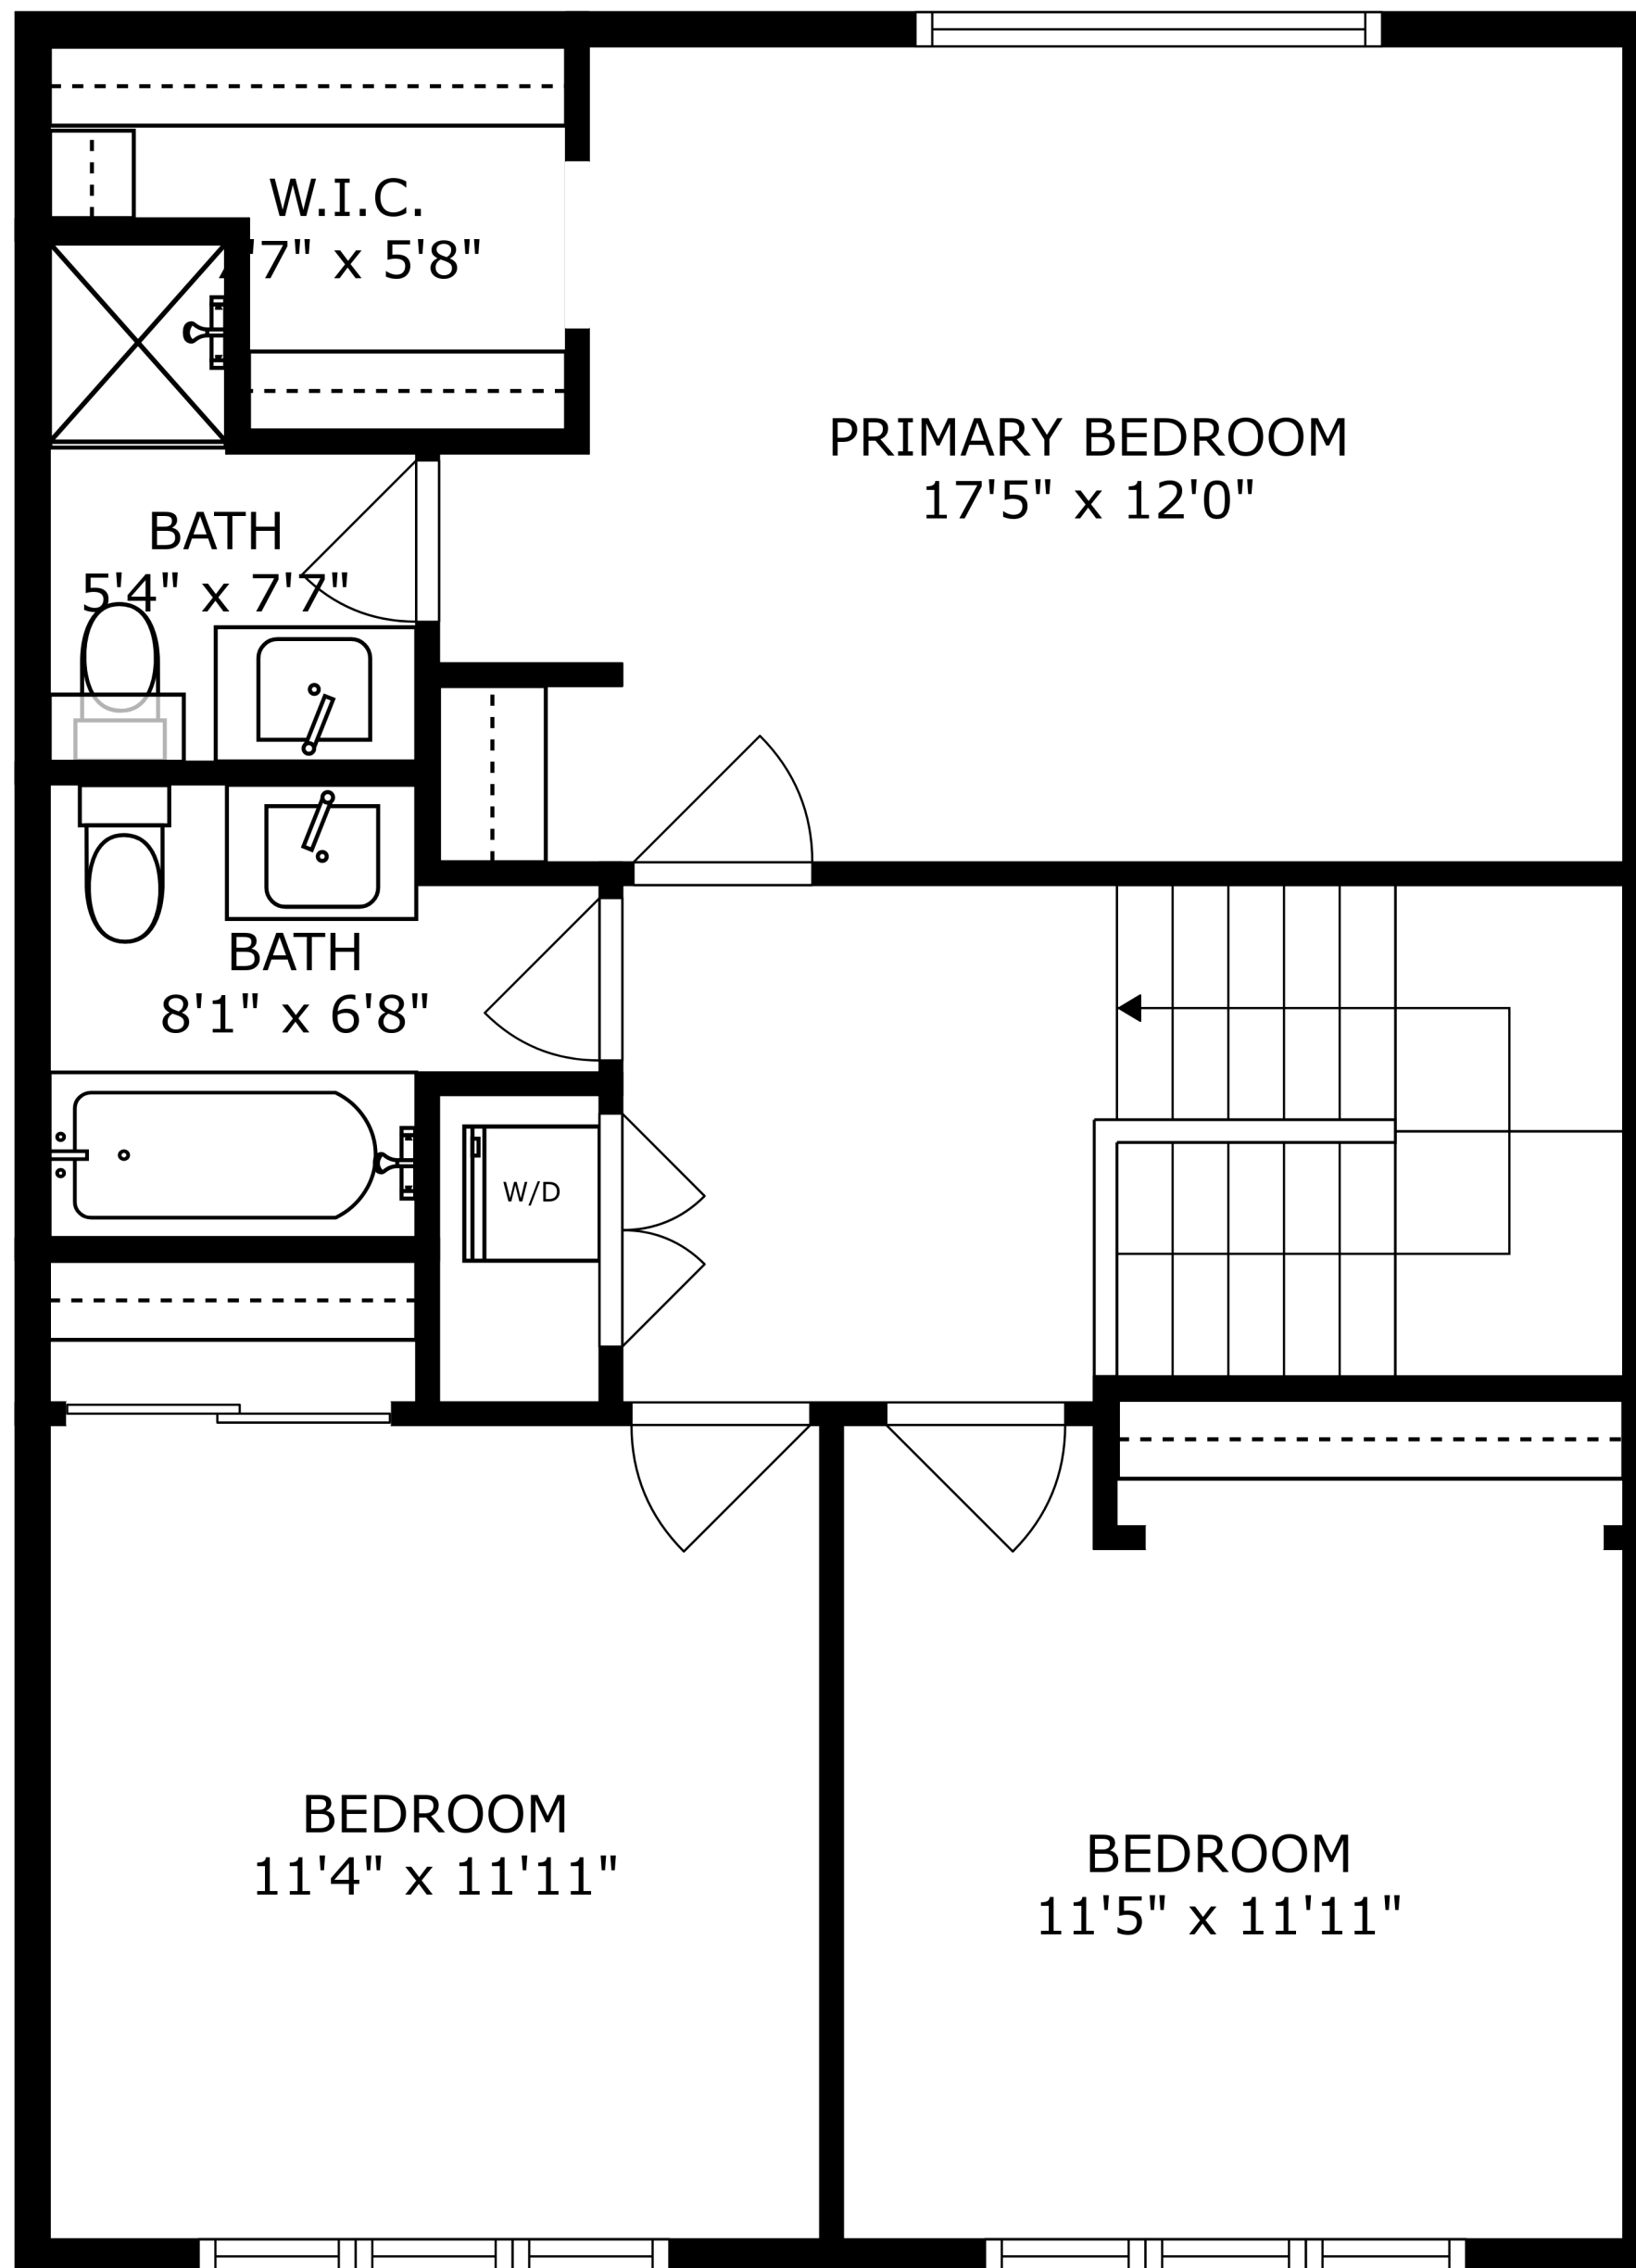 W.I.C.
'7" x 5'8"
PRIMARY BEDROOM
17'5" x 12'0"
BATH
5'4" x 7'7"
BATH
8'1" x 6'8"
W/D
BEDROOM
11'4" x 11'11"
BEDROOM
11'5" x 11'11"